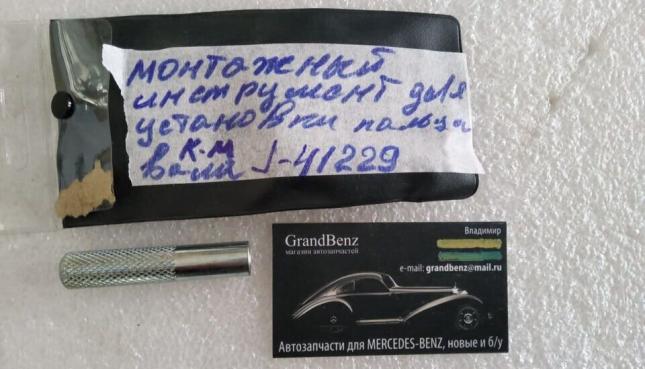 монтажный
инструмент для
установки пальца
к-м
вала J-41229
GrandBenz
магазин автозапчастей
Владимир
e-mail: grandbenz@mail.ru
Автозапчасти для MERCEDES-BENZ, новые и б/у